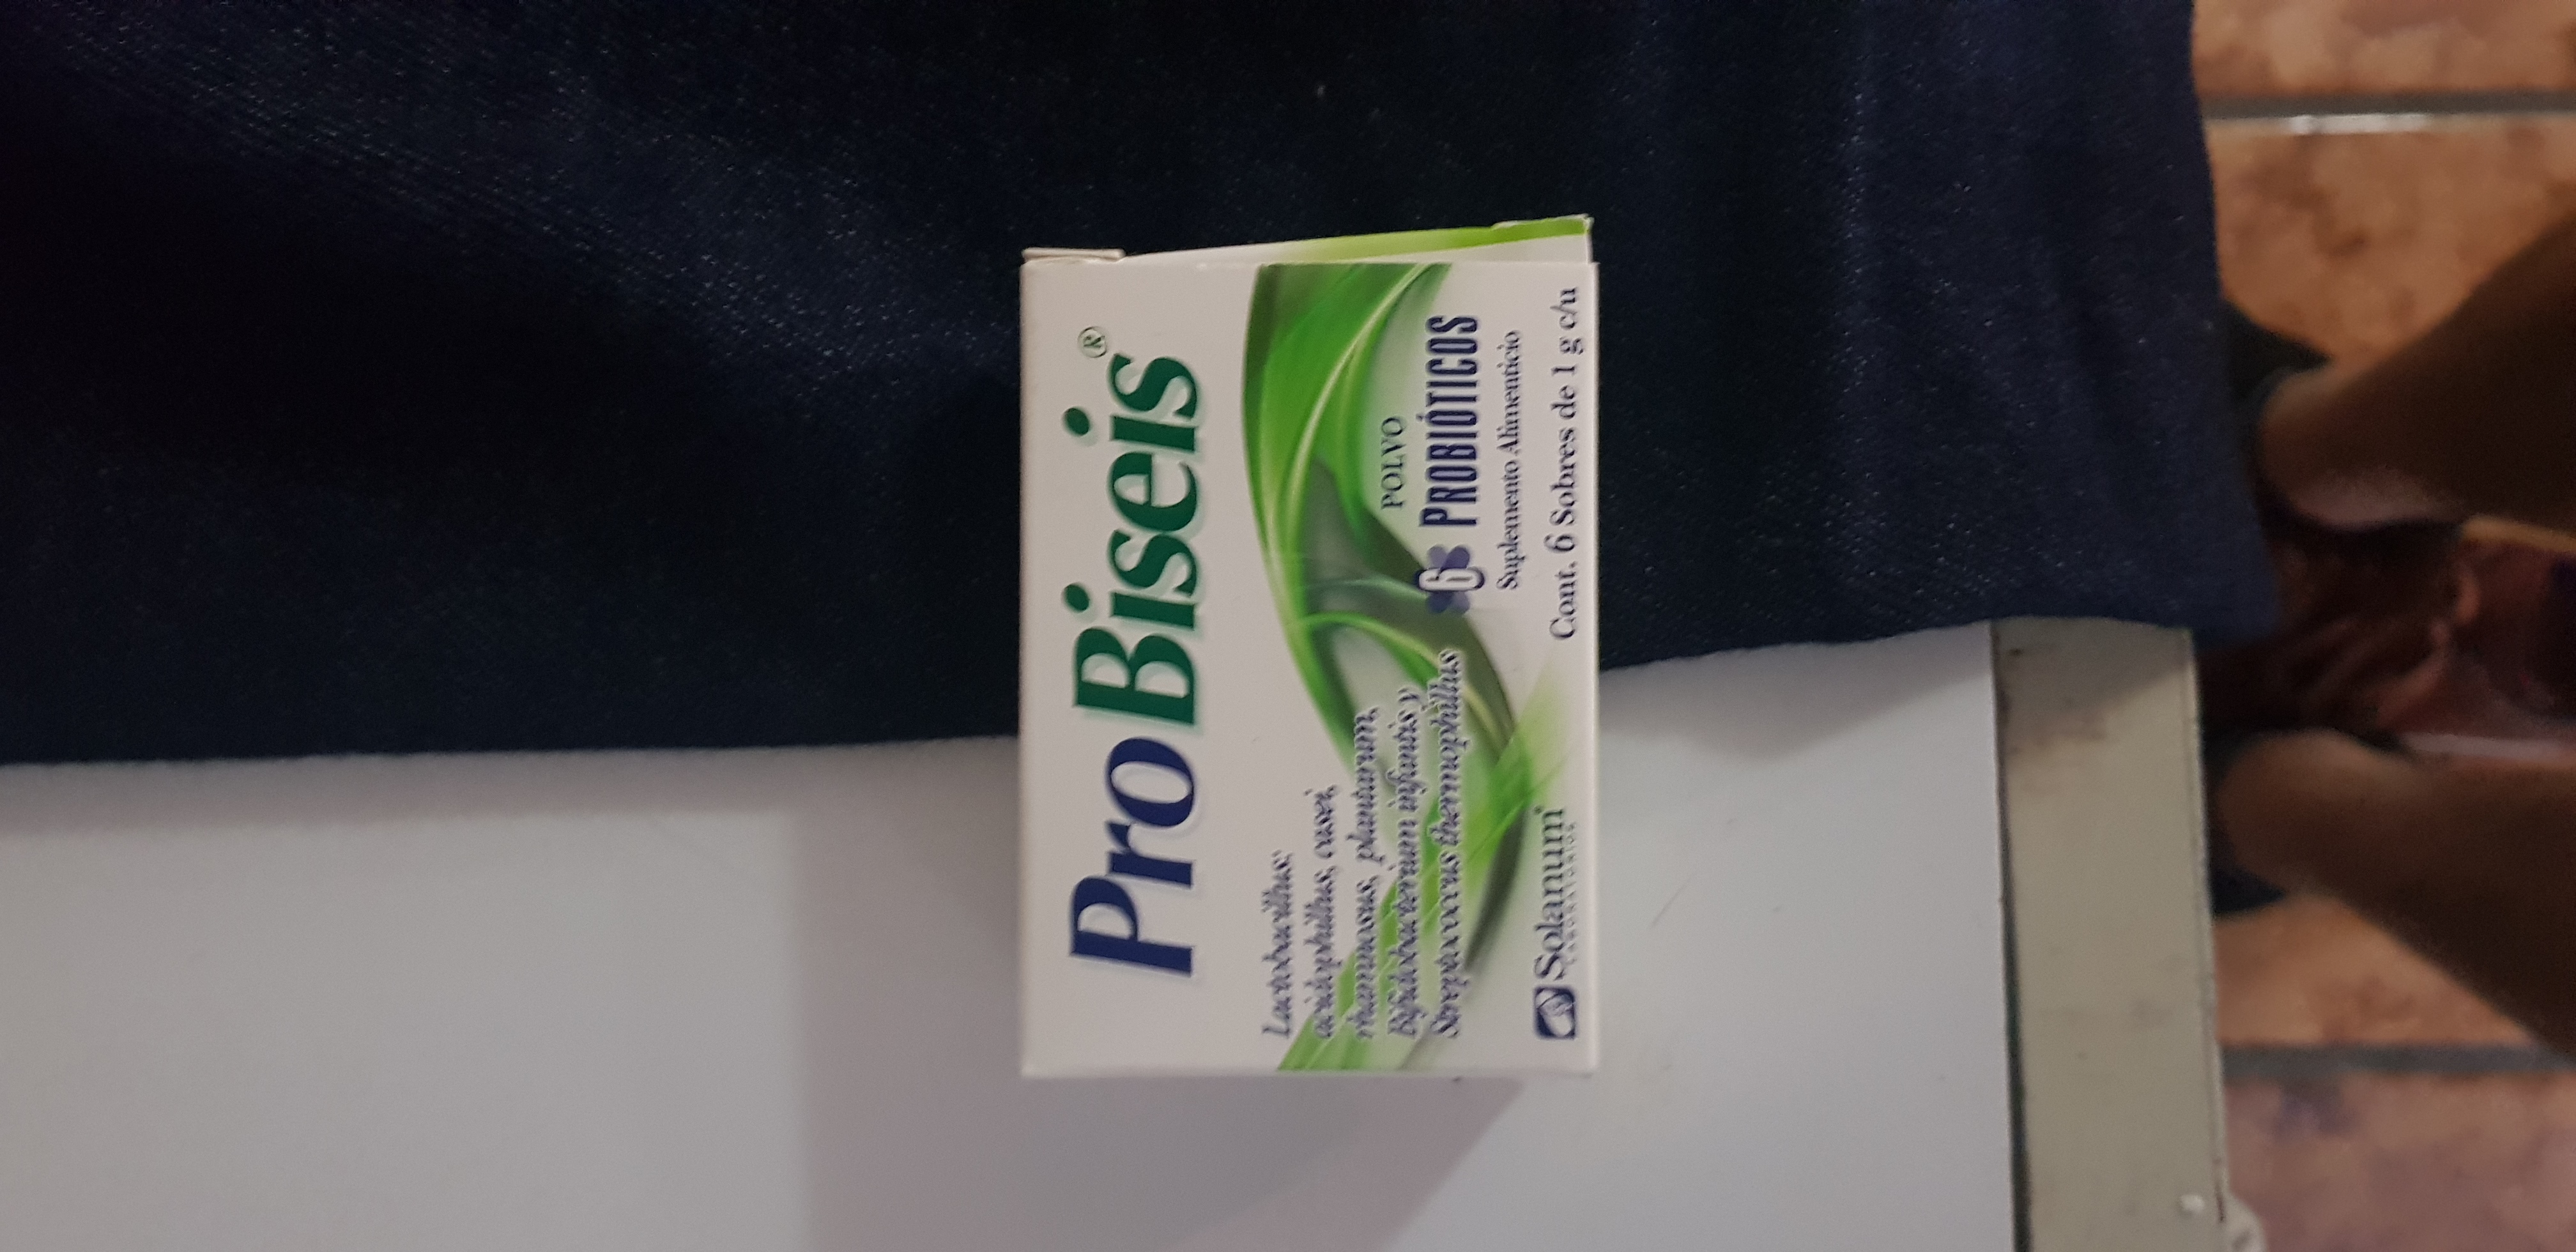 ProBiseis®
Lactobacillus:
acidophillus, casei,
rhamnosus, plantarum,
Bifidobacterium infantis y
Streptococcus thermophillus
POLVO
6 PROBIÓTICOS
Suplemento Alimenticio
Solanum®
LABORATORIOS
Cont. 6 Sobres de 1 g c/u